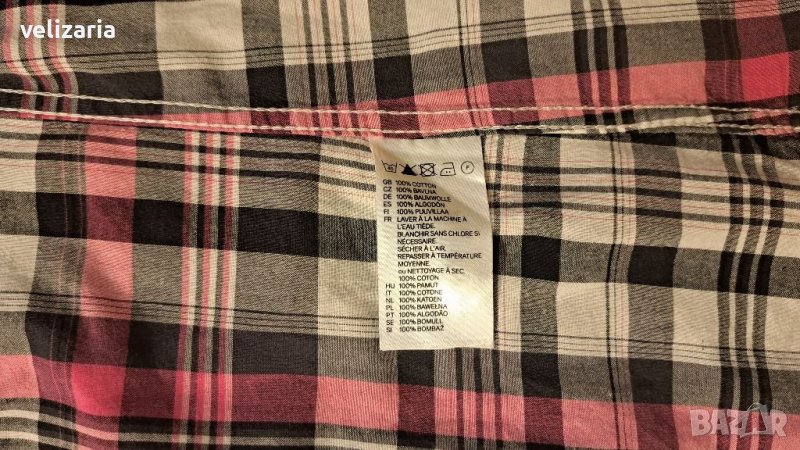 velizaria
GB 100% COTTON
CZ 100% BAVLNA
DE 100% BAUMWOLLE
ES 100% ALGODÓN
FI 100% PUUVILLAA
FR LAVER À LA MACHINE À
L'EAU TIÈDE.
BLANCHIR SANS CHLORE SI
NÉCESSAIRE.
SÉCHER À L'AIR.
REPASSER À TEMPÉRATURE
MOYENNE.
ou NETTOYAGE À SEC.
100% COTON
HU 100% PAMUT
IT 100% COTONE
NL 100% KATOEN
PL 100% BAWEŁNA
PT 100% ALGODÃO
SE 100% BOMULL
SI 100% BOMBAŽ
BAZAR